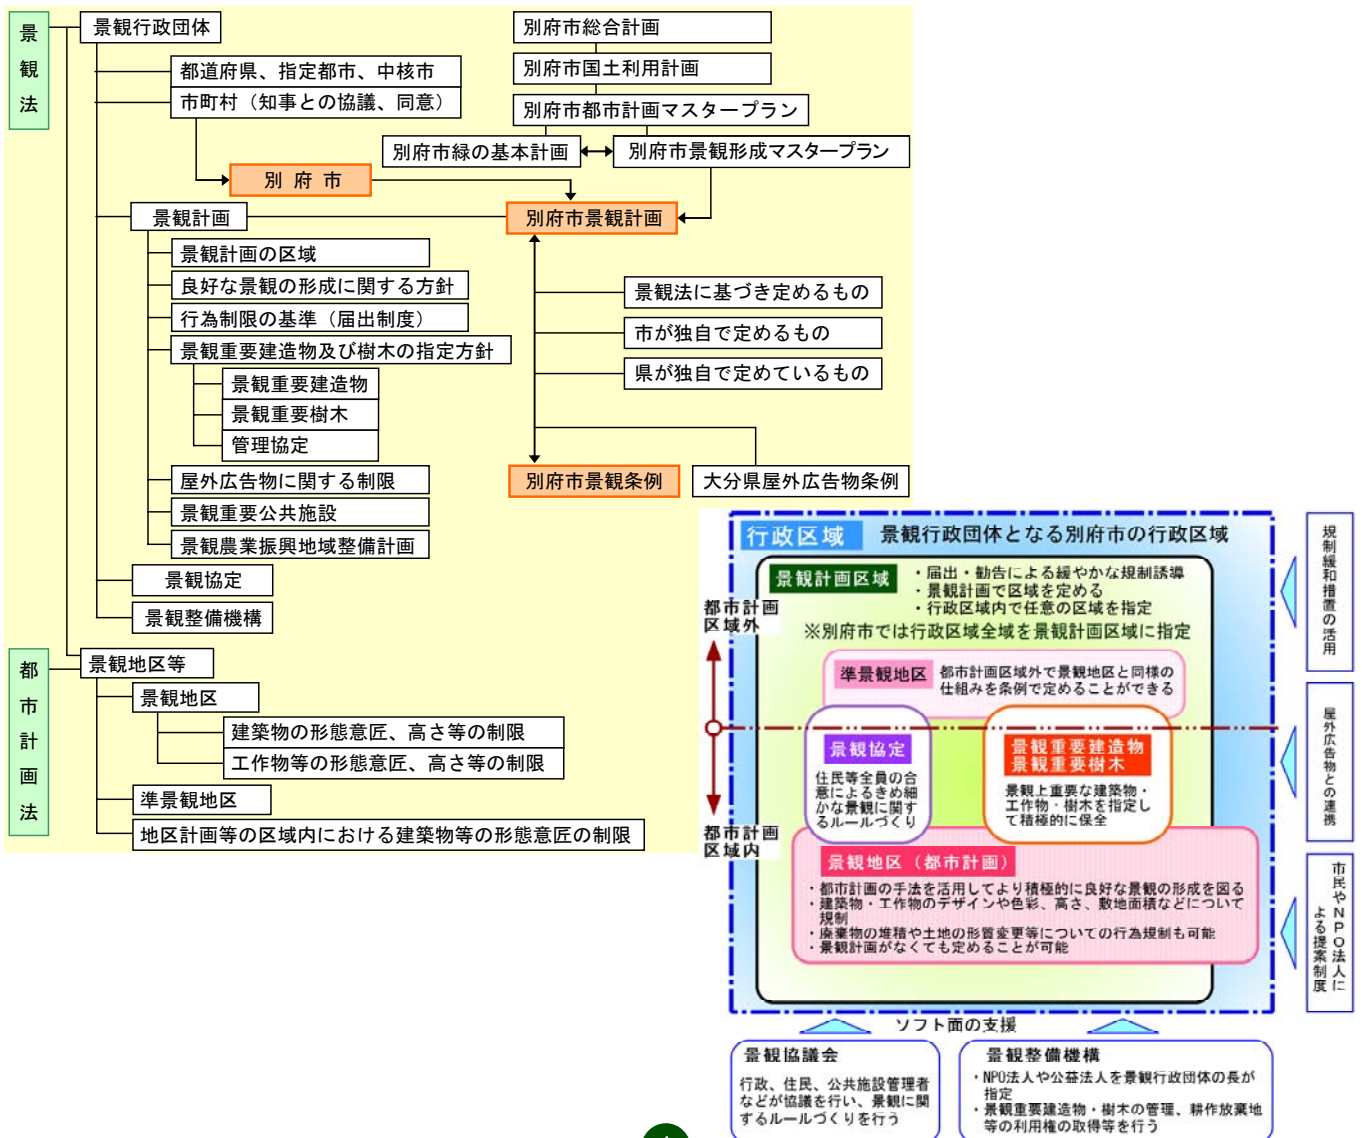 景観法
景観行政団体
都道府県、指定都市、中核市
市町村（知事との協議、同意）
別府市
別府市総合計画
別府市国土利用計画
別府市都市計画マスタープラン
別府市緑の基本計画
別府市景観形成マスタープラン
景観計画
別府市景観計画
景観計画の区域
良好な景観の形成に関する方針
行為制限の基準（届出制度）
景観重要建造物及び樹木の指定方針
景観重要建造物
景観重要樹木
管理協定
屋外広告物に関する制限
景観重要公共施設
景観農業振興地域整備計画
景観法に基づき定めるもの
市が独自で定めるもの
県が独自で定めているもの
別府市景観条例
大分県屋外広告物条例
景観協定
景観整備機構
都市計画法
景観地区等
景観地区
建築物の形態意匠、高さ等の制限
工作物等の形態意匠、高さ等の制限
準景観地区
地区計画等の区域内における建築物等の形態意匠の制限
行政区域
景観行政団体となる別府市の行政区域
景観計画区域
・届出・勧告による緩やかな規制誘導
・景観計画で区域を定める
・行政区域内で任意の区域を指定
※別府市では行政区域全域を景観計画区域に指定
都市計画
区域外
準景観地区
都市計画区域外で景観地区と同様の
仕組みを条例で定めることができる
景観協定
住民等全員の合
意によるきめ細
かな景観に関す
るルールづくり
景観重要建造物
景観重要樹木
景観上重要な建築物・
工作物・樹木を指定し
て積極的に保全
都市計画
区域内
景観地区（都市計画）
・都市計画の手法を活用してより積極的に良好な景観の形成を図る
・建築物・工作物のデザインや色彩、高さ、敷地面積などについて
規制
・廃棄物の堆積や土地の形質変更等についての行為規制も可能
・景観計画がなくても定めることが可能
規制緩和措置の活用
屋外広告物との連携
市民やNPO法人に
よる提案制度
ソフト面の支援
景観協議会
行政、住民、公共施設管理者
などが協議を行い、景観に関
するルールづくりを行う
景観整備機構
・NPO法人や公益法人を景観行政団体の長が
指定
・景観重要建造物・樹木の管理、耕作放棄地
等の利用権の取得等を行う